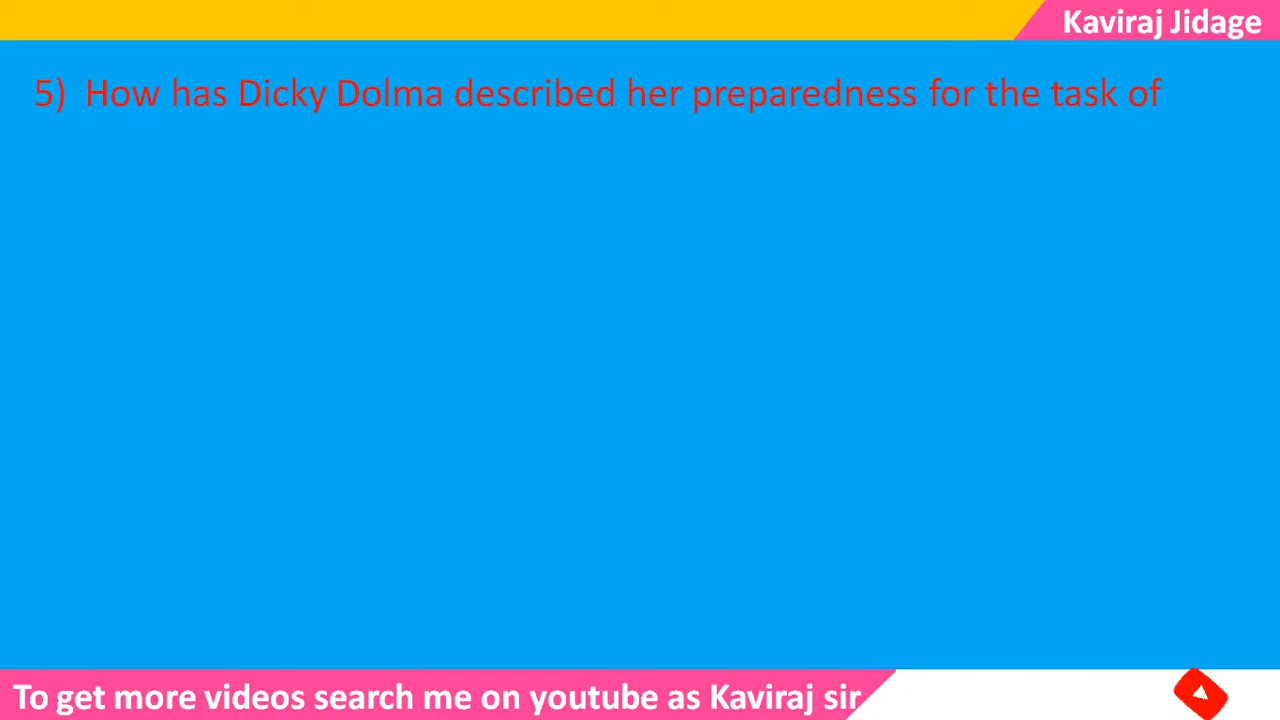 Kaviraj Jidage
5) How has Dicky Dolma described her preparedness for the task of
To get more videos search me on youtube as Kaviraj sir